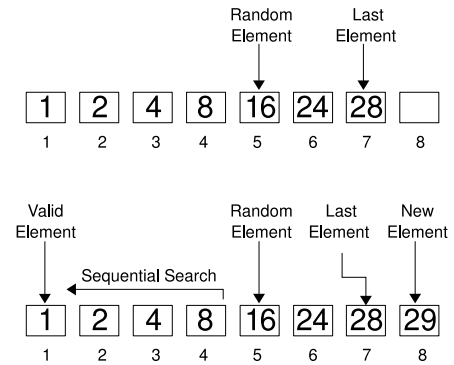 Random Last
Element Element
1 2 4 8 16 24 28
1 2 3 4 5 6 7 8
Valid Random Last New
Element Element Element Element
Sequential Search
1 2 4 8 16 24 28 29
1 2 3 4 5 6 7 8